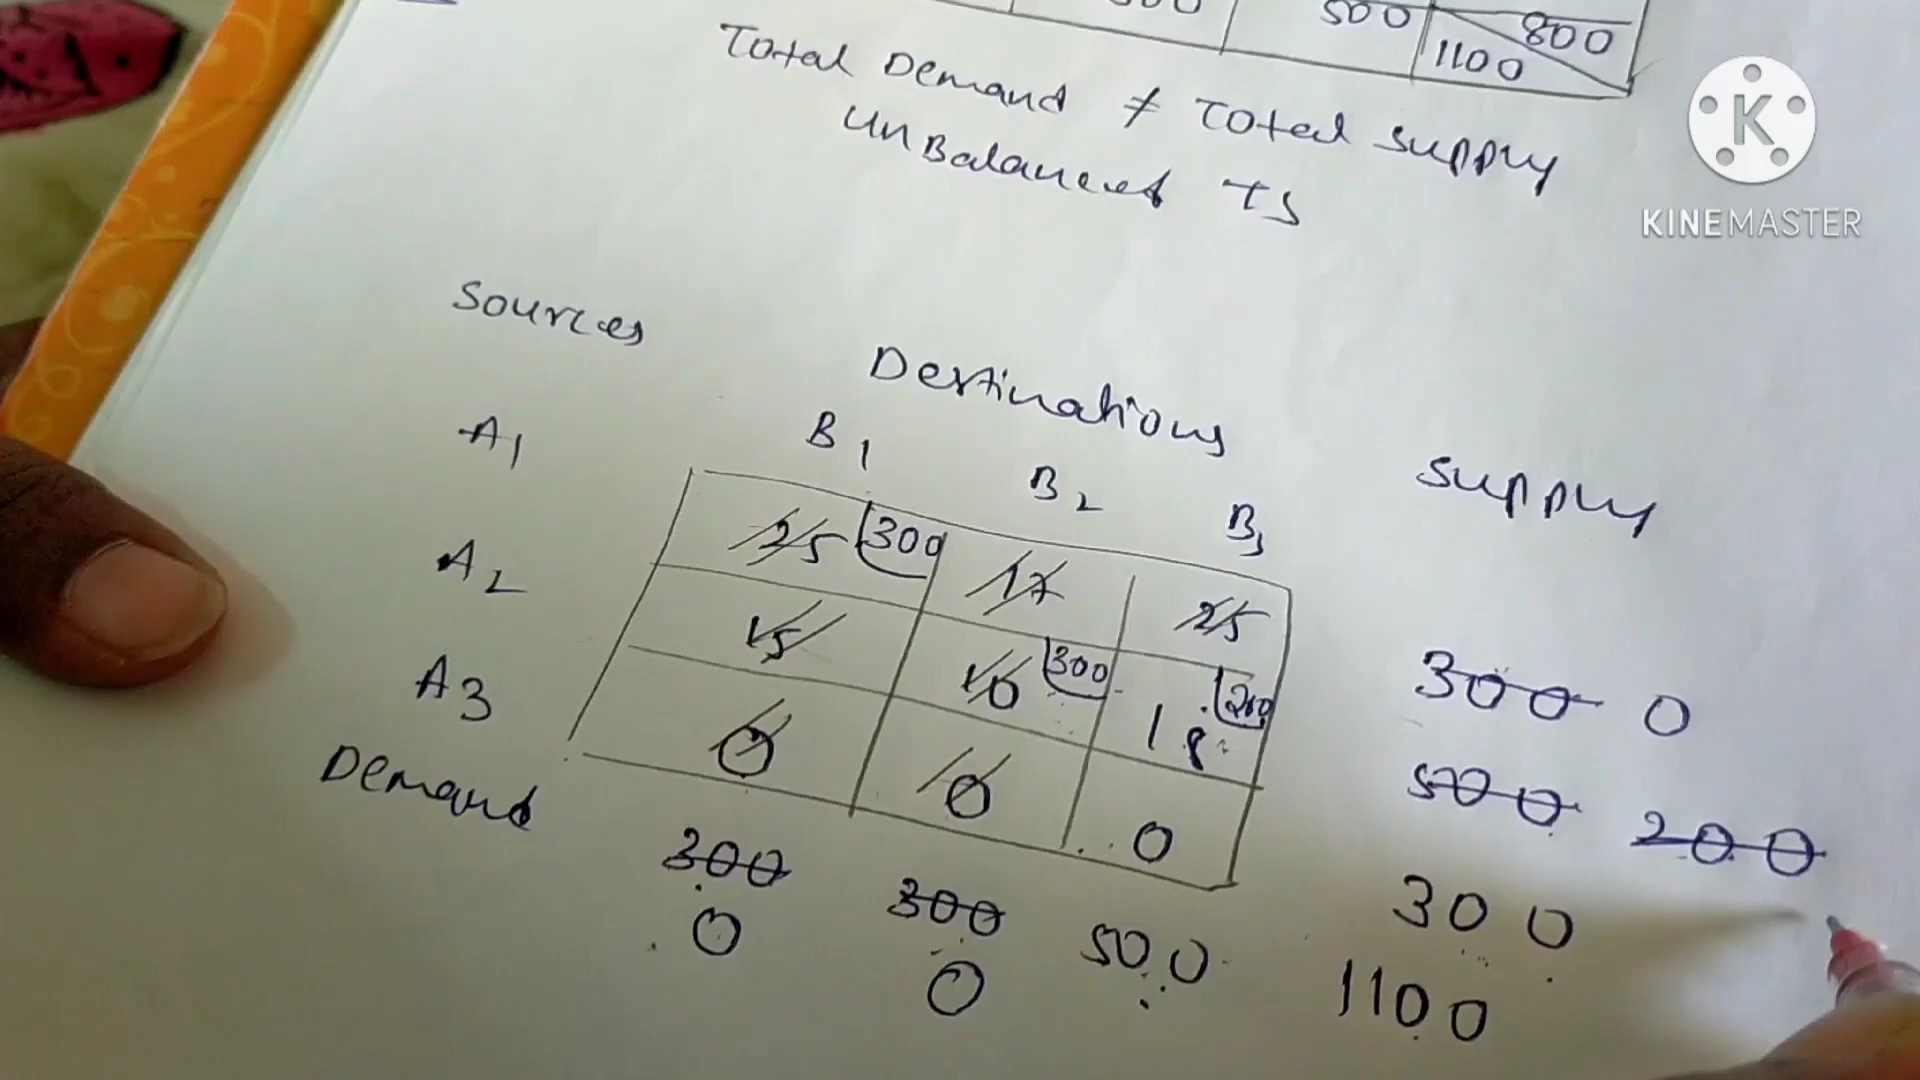 500 800
1100
Total Demand ≠ Total supply
UnBalanced TS
KINEMASTER
Sources
Destinations
B1 B2 B3 supply
A1 25 300 17 25 300 0
A2 15 10 300 18 200 500 200
A3 0 0 0 300
Demand 300 300 500 1100
0 0